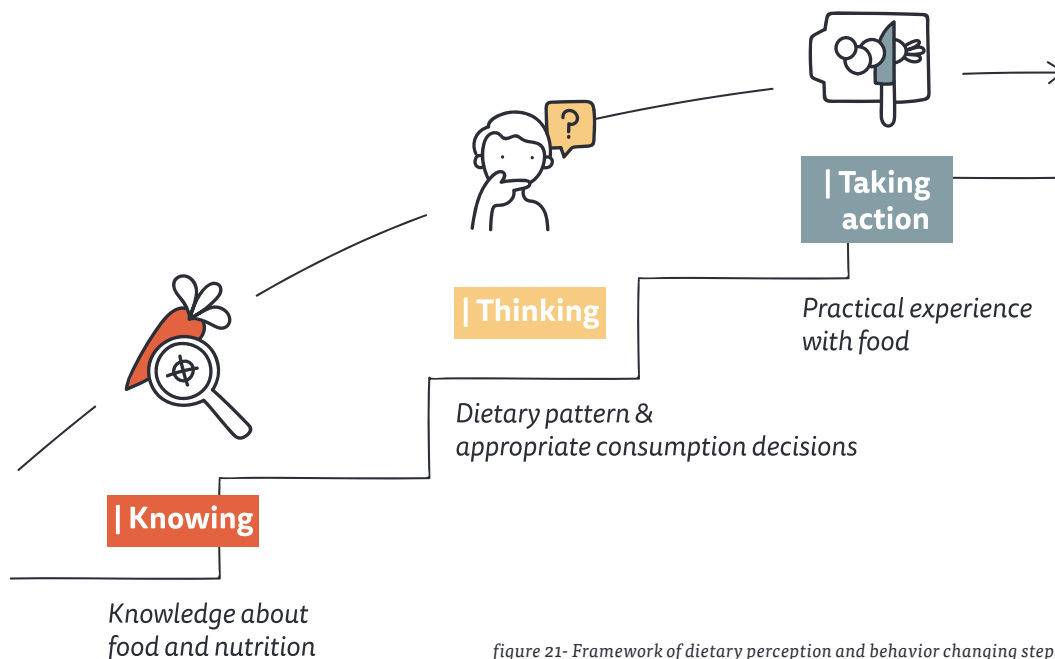 ?
| Taking
action
| Thinking
Practical experience
with food
Dietary pattern &
appropriate consumption decisions
| Knowing
Knowledge about
food and nutrition
figure 21- Framework of dietary perception and behavior changing step